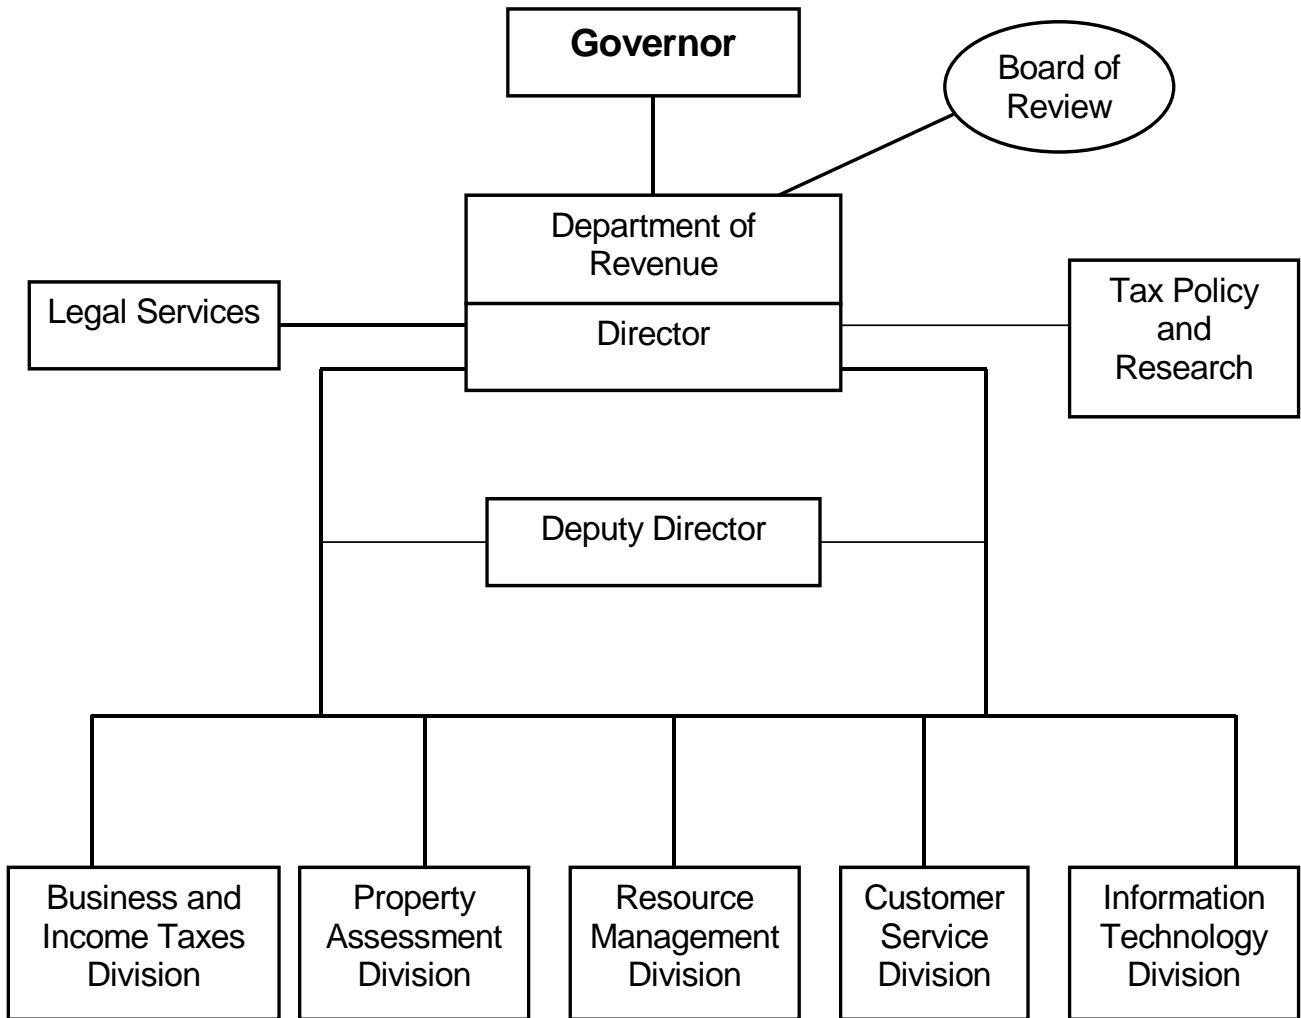 Governor
Board of
Review
Department of
Revenue
Legal Services
Director
Tax Policy
and
Research
Deputy Director
Business and
Income Taxes
Division
Property
Assessment
Division
Resource
Management
Division
Customer
Service
Division
Information
Technology
Division